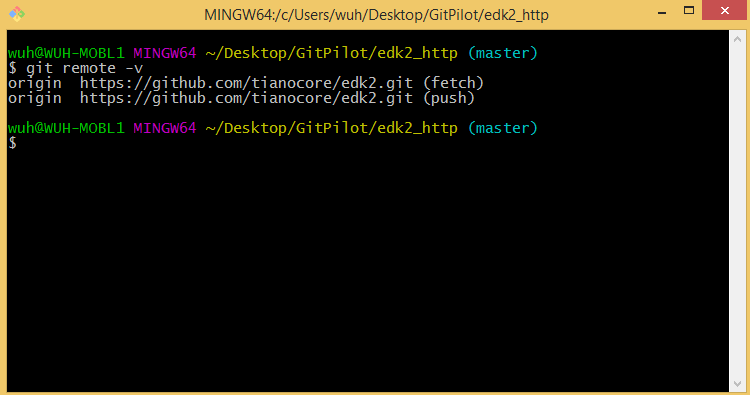 MINGW64:/c/Users/wuh/Desktop/GitPilot/edk2_http
wuh@WUH-MOBL1 MINGW64 ~/Desktop/GitPilot/edk2_http (master)
$ git remote -v
origin  https://github.com/tianocore/edk2.git (fetch)
origin  https://github.com/tianocore/edk2.git (push)
wuh@WUH-MOBL1 MINGW64 ~/Desktop/GitPilot/edk2_http (master)
$